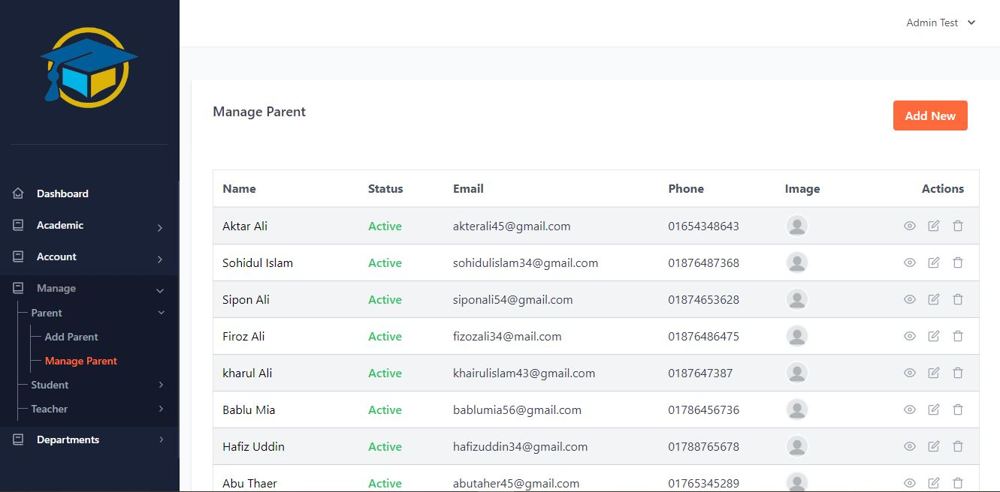 Admin Test
Dashboard
Academic
Account
Manage
Parent
Add Parent
Manage Parent
Student
Teacher
Departments
Manage Parent
Add New
Name Status Email Phone Image Actions
Aktar Ali Active akterali45@gmail.com 01654348643
Sohidul Islam Active sohidulislam34@gmail.com 01876487368
Sipon Ali Active siponali54@gmail.com 01874653628
Firoz Ali Active fizozali34@mail.com 01876486475
kharul Ali Active khairulislam43@gmail.com 0187647387
Bablu Mia Active bablumia56@gmail.com 01786456736
Hafiz Uddin Active hafizuddin34@gmail.com 01788765678
Abu Thaer Active abutaher45@gmail.com 01765345289